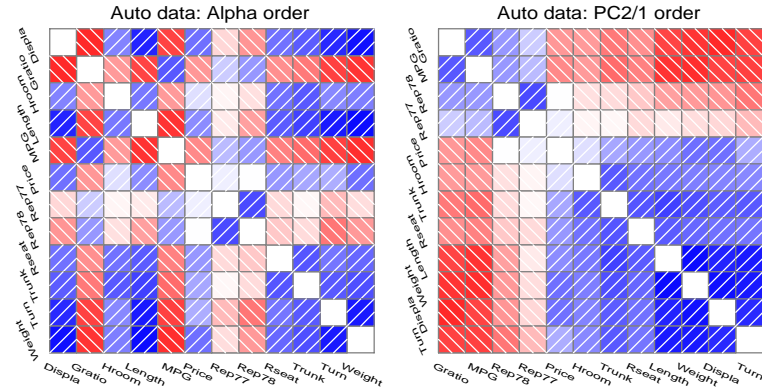 Auto data: Alpha order
Displa
Gratio
Hroom
Length
MPG
Price
Rep77
Rep78
Rseat
Trunk
Turn
Weight
Displa
Gratio
Hroom
Length
MPG
Price
Rep77
Rep78
Rseat
Trunk
Turn
Weight
Auto data: PC2/1 order
Gratio
MPG
Rep78
Rep77
Price
Hroom
Trunk
Rseat
Length
Weight
Displa
Turn
Gratio
MPG
Rep78
Rep77
Price
Hroom
Trunk
Rseat
Length
Weight
Displa
Turn